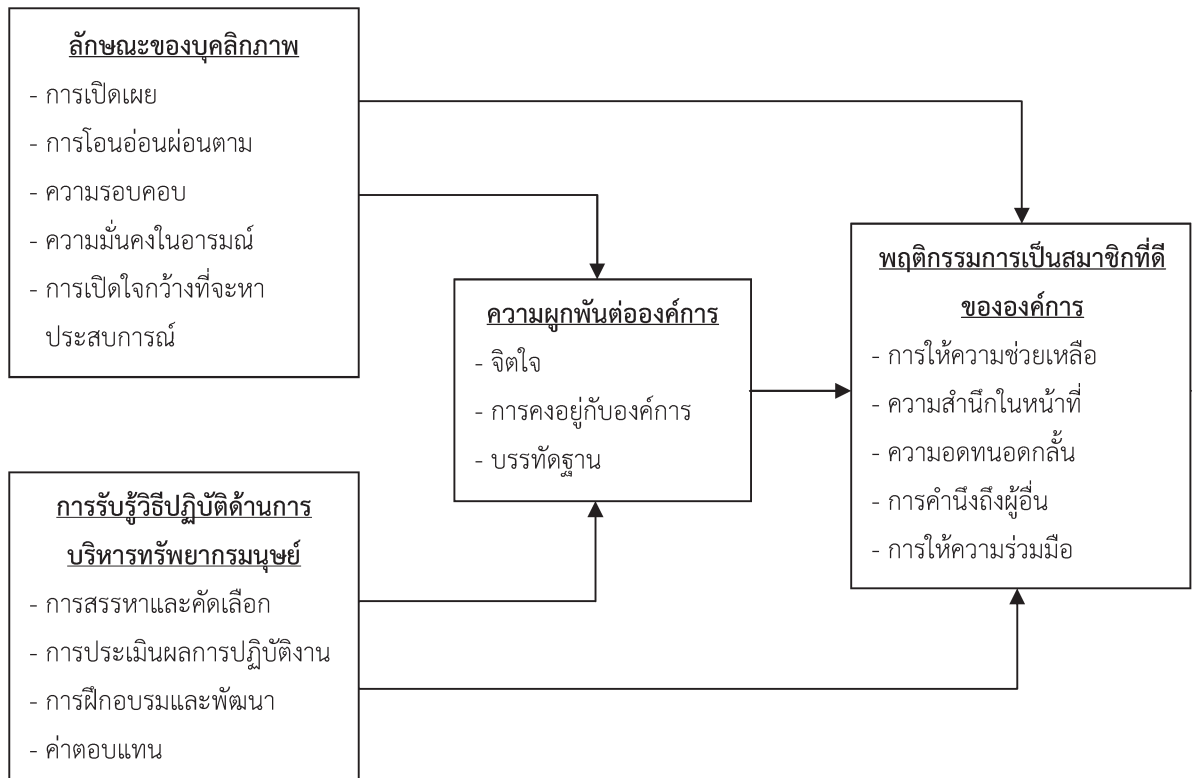 ลักษณะของบุคลิกภาพ
- การเปิดเผย
- การโอนอ่อนผ่อนตาม
- ความรอบคอบ
- ความมั่นคงในอารมณ์
- การเปิดใจกว้างที่จะหา
ประสบการณ์
การรับรู้วิธีปฏิบัติด้านการ
บริหารทรัพยากรมนุษย์
- การสรรหาและคัดเลือก
- การประเมินผลการปฏิบัติงาน
- การฝึกอบรมและพัฒนา
- ค่าตอบแทน
ความผูกพันต่อองค์การ
- จิตใจ
- การคงอยู่กับองค์การ
- บรรทัดฐาน
พฤติกรรมการเป็นสมาชิกที่ดี
ขององค์การ
- การให้ความช่วยเหลือ
- ความสำนึกในหน้าที่
- ความอดทนอดกลั้น
- การคำนึงถึงผู้อื่น
- การให้ความร่วมมือ